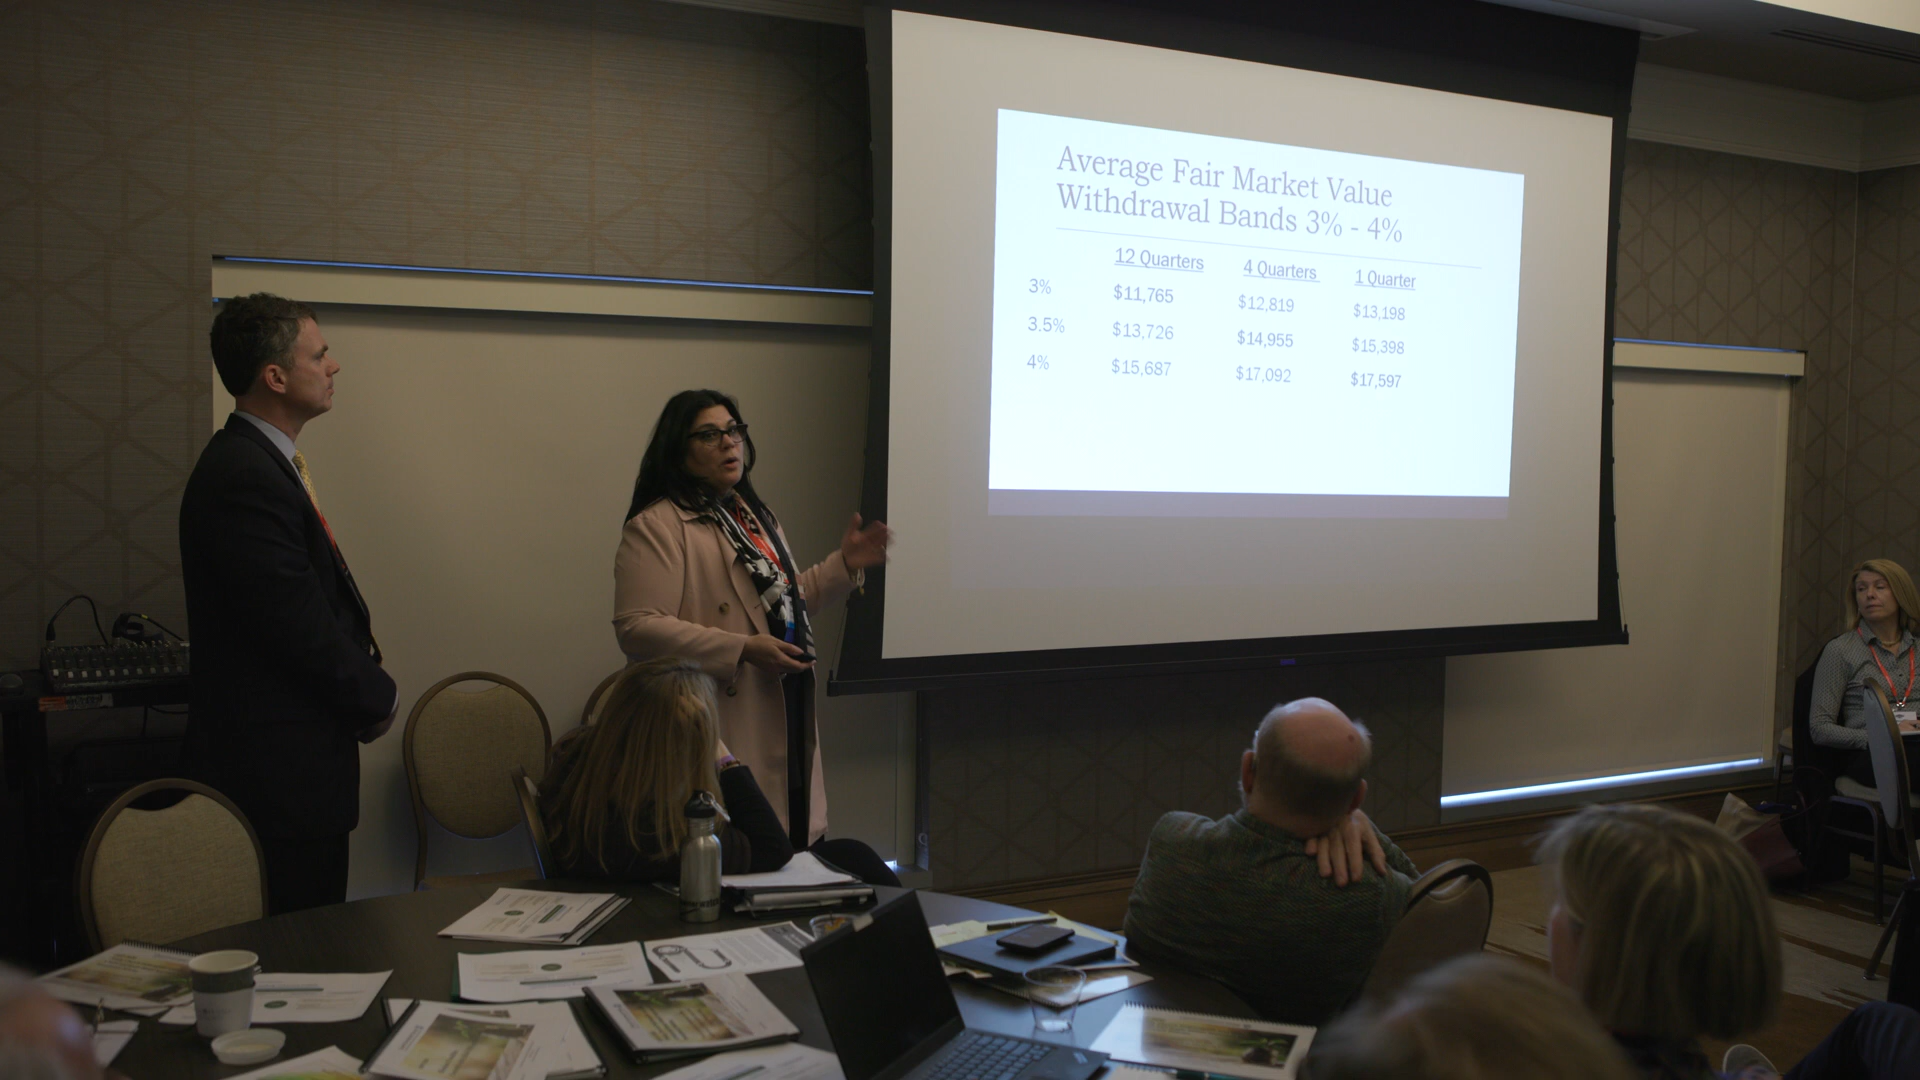 Average Fair Market Value
Withdrawal Bands 3% - 4%
12 Quarters 4 Quarters 1 Quarter
3% $11,765 $12,819 $13,198
3.5% $13,726 $14,955 $15,398
4% $15,687 $17,092 $17,597